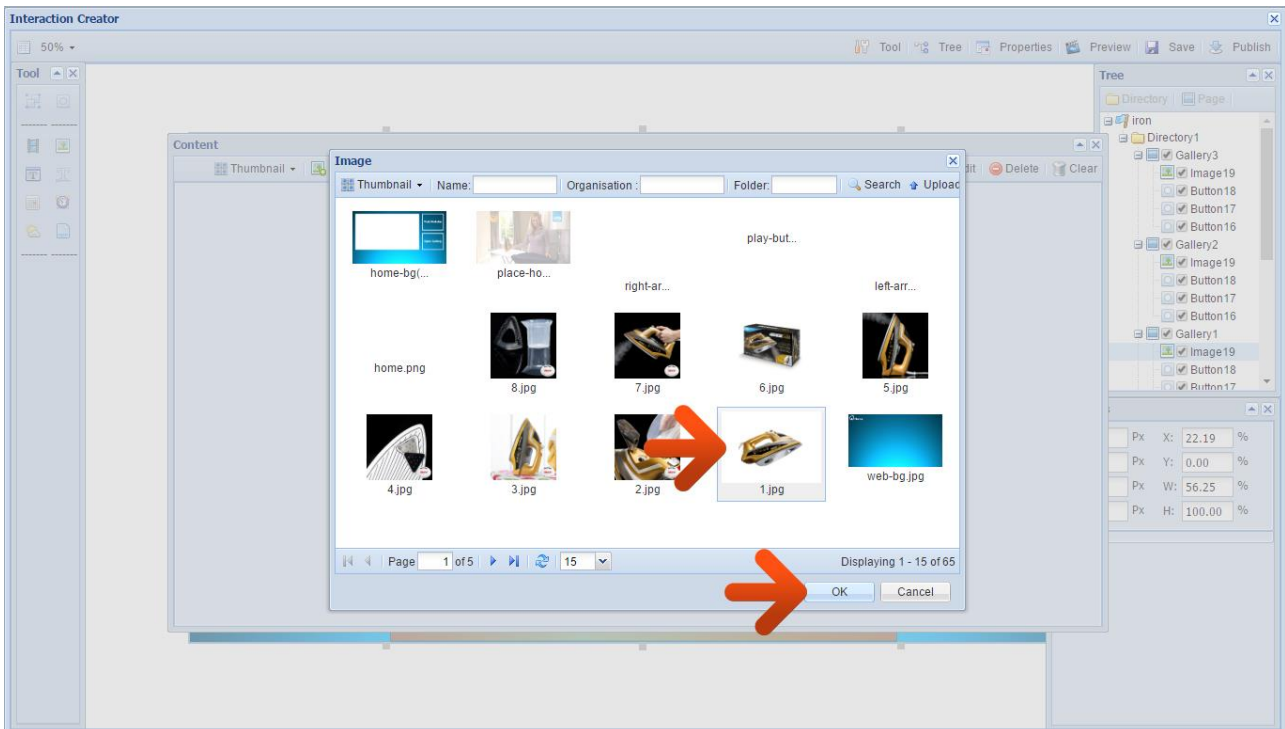 Interaction Creator
50%
Tool Tree Properties Preview Save Publish
Tool
Tree
Directory Page
iron
Directory1
Gallery3
Image19
Button18
Button17
Button16
Gallery2
Image19
Button18
Button17
Button16
Gallery1
Image19
Button18
Button17
Content
Thumbnail
Delete Clear
Image
Thumbnail Name: Organisation : Folder: Search Upload
home-bg(...
place-ho...
right-ar...
play-but...
left-arr...
home.png
8.jpg
7.jpg
6.jpg
5.jpg
4.jpg
3.jpg
2.jpg
1.jpg
web-bg.jpg
Page 1 of 5 15 Displaying 1 - 15 of 65
OK Cancel
Px X: 22.19 %
Px Y: 0.00 %
Px W: 56.25 %
Px H: 100.00 %